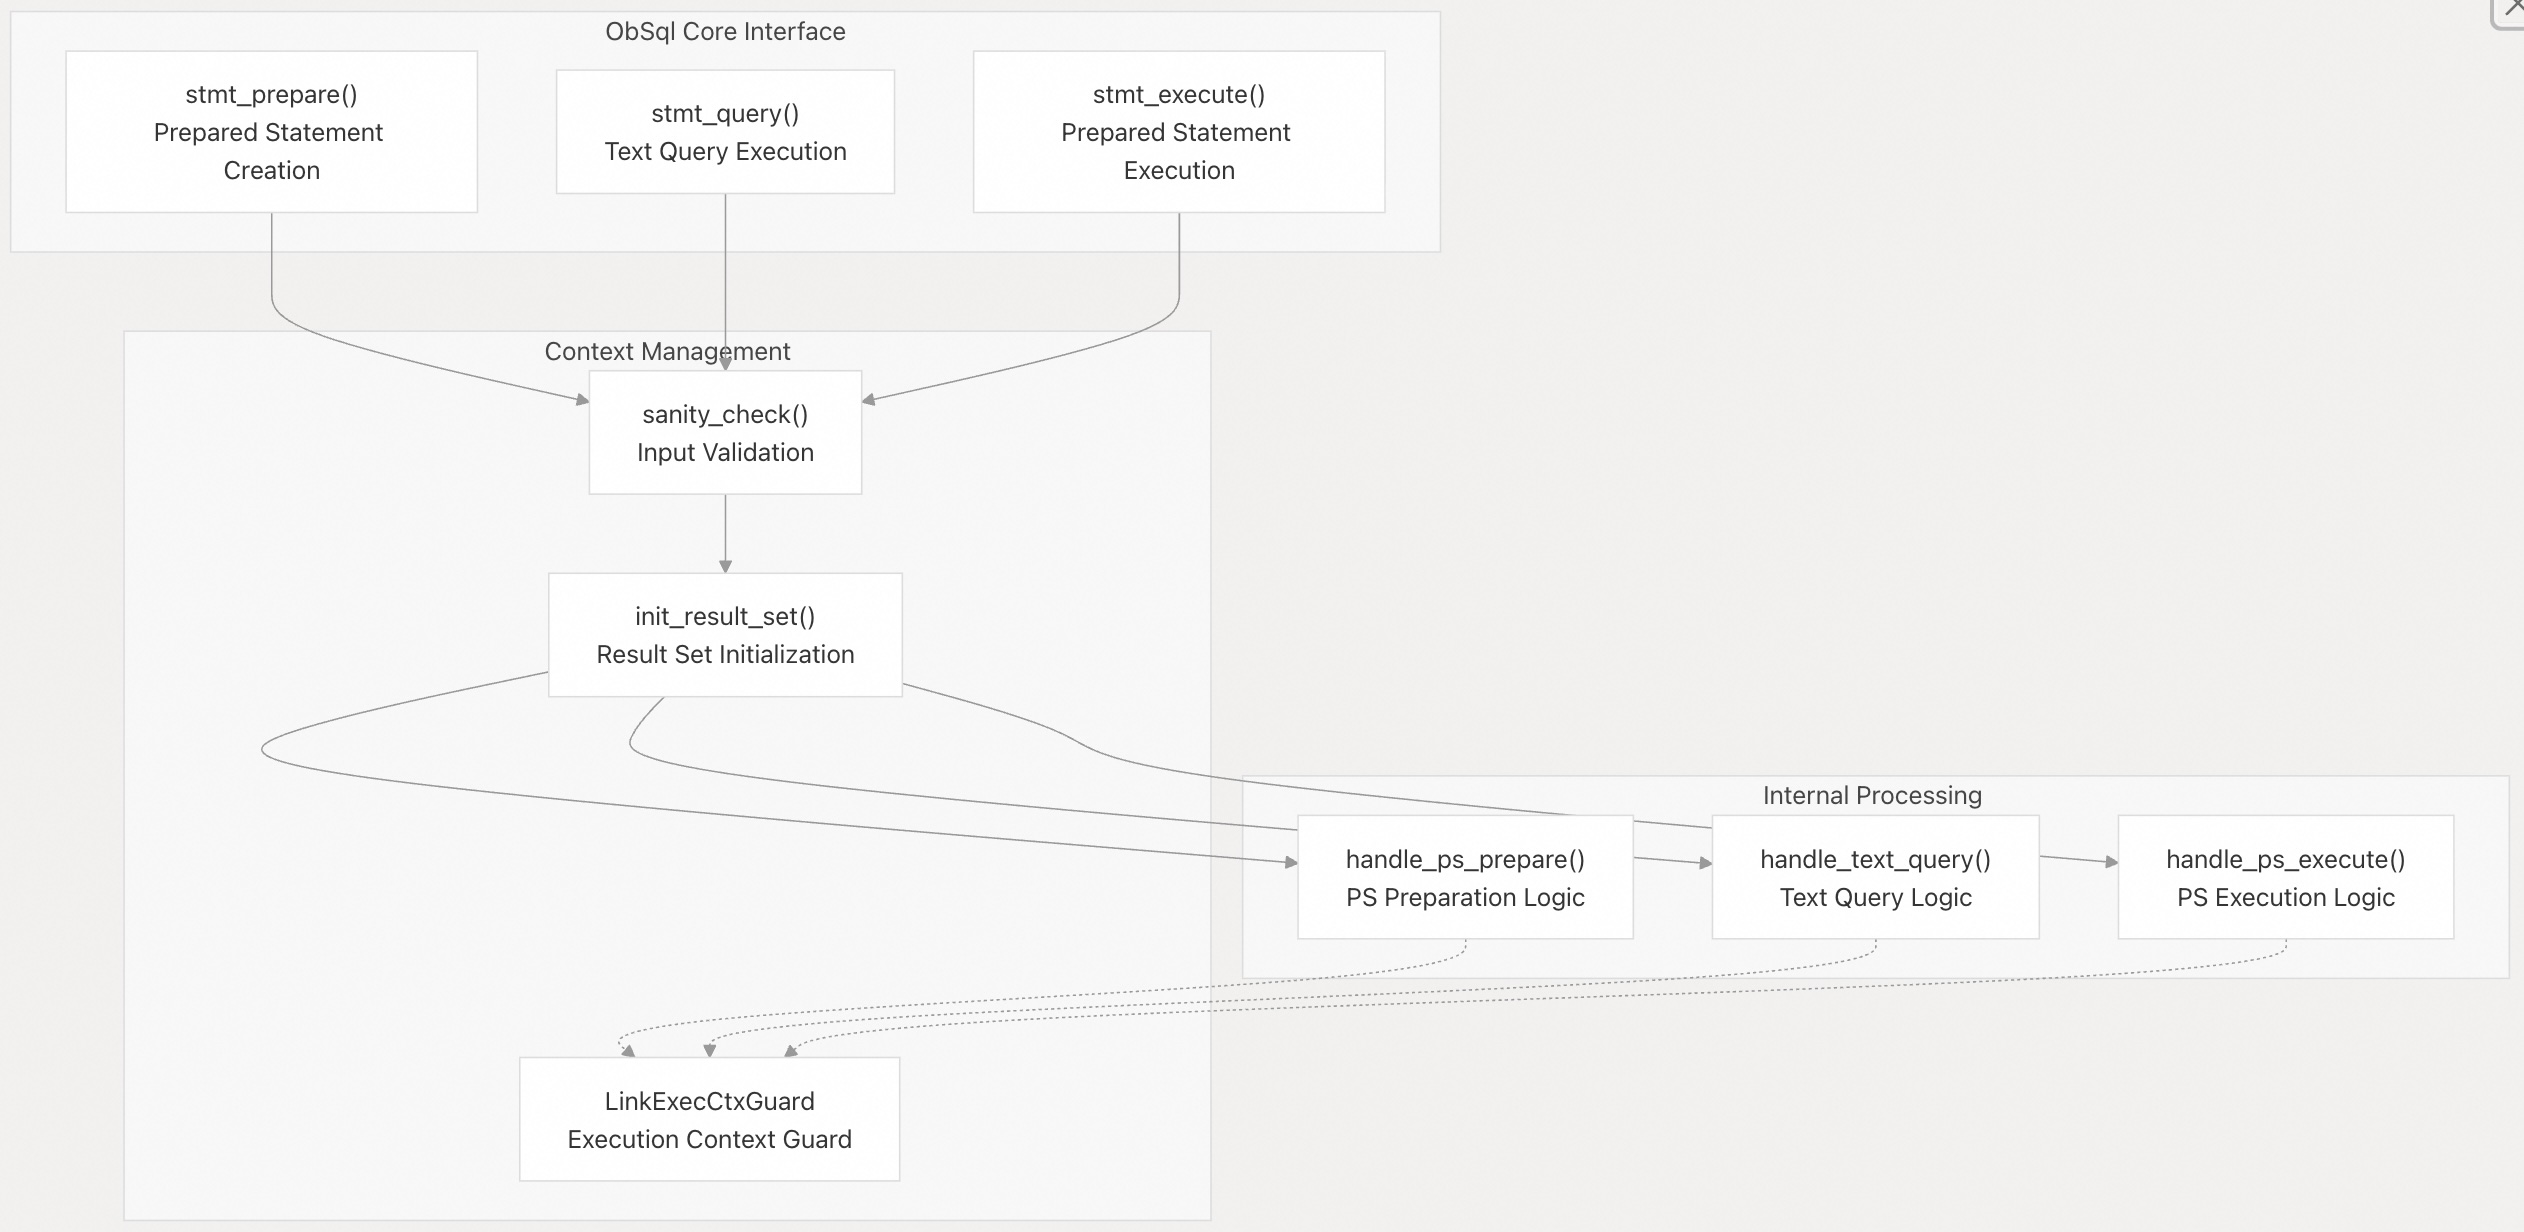 ObSql Core Interface
stmt_prepare()
Prepared Statement
Creation
stmt_query()
Text Query Execution
stmt_execute()
Prepared Statement
Execution
Context Management
sanity_check()
Input Validation
init_result_set()
Result Set Initialization
Internal Processing
handle_ps_prepare()
PS Preparation Logic
handle_text_query()
Text Query Logic
handle_ps_execute()
PS Execution Logic
LinkExecCtxGuard
Execution Context Guard